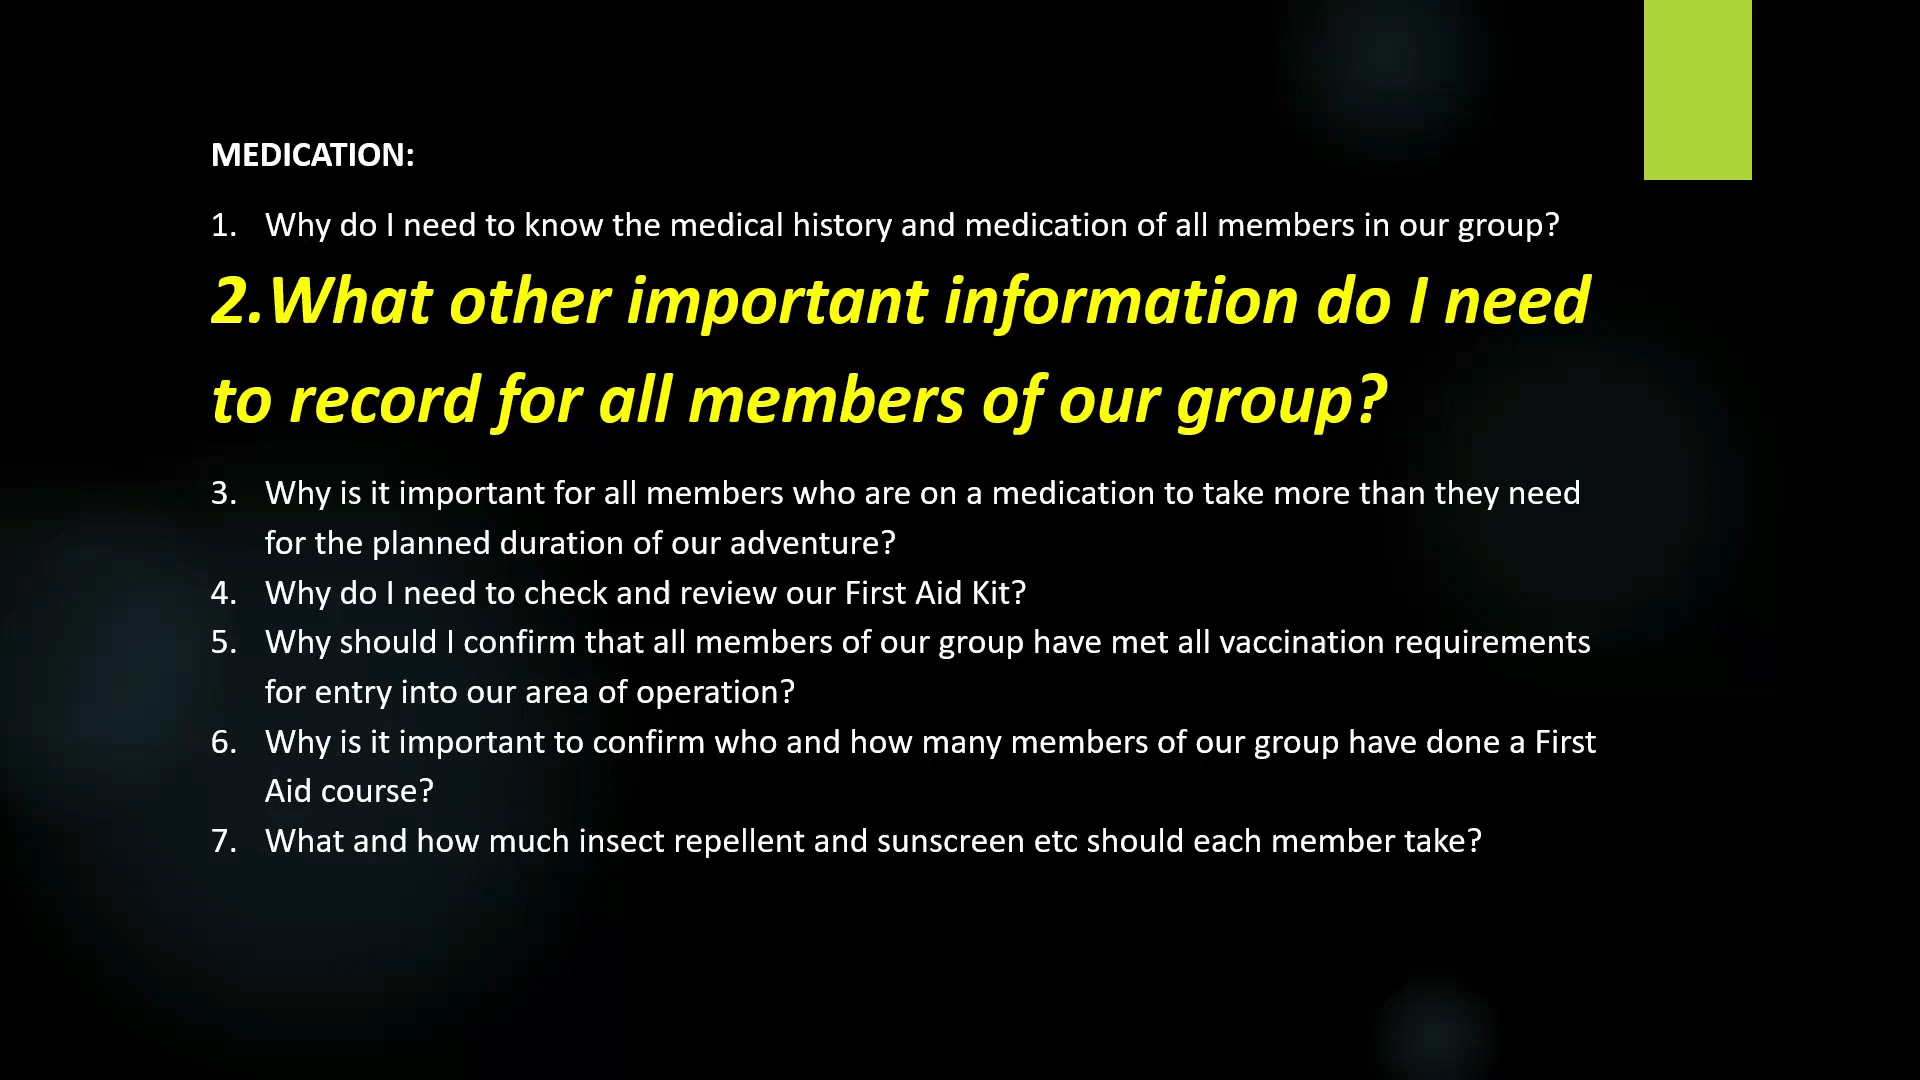 MEDICATION:
1. Why do I need to know the medical history and medication of all members in our group?
2.What other important information do I need
to record for all members of our group?
3. Why is it important for all members who are on a medication to take more than they need
for the planned duration of our adventure?
4. Why do I need to check and review our First Aid Kit?
5. Why should I confirm that all members of our group have met all vaccination requirements
for entry into our area of operation?
6. Why is it important to confirm who and how many members of our group have done a First
Aid course?
7. What and how much insect repellent and sunscreen etc should each member take?